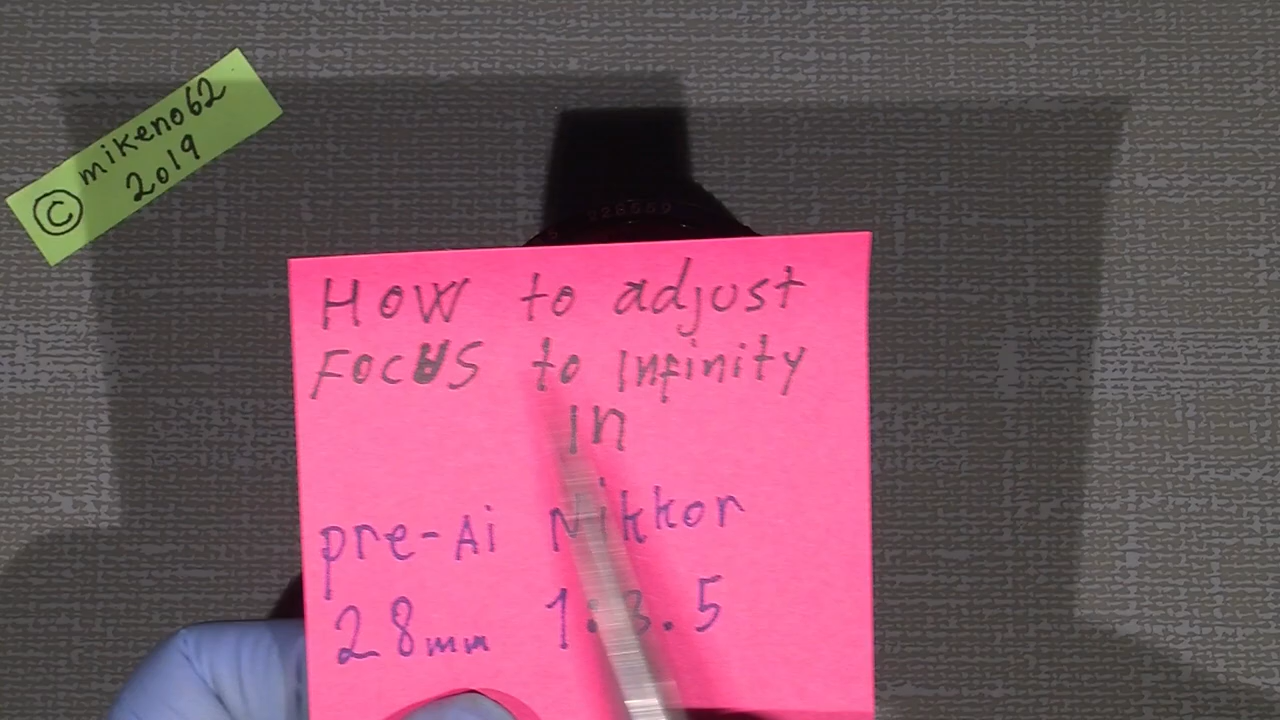 © mikeno62
2019
HOW to adjust
FOCUS to Infinity
In
pre-Ai Nikkor
28mm 1:3.5